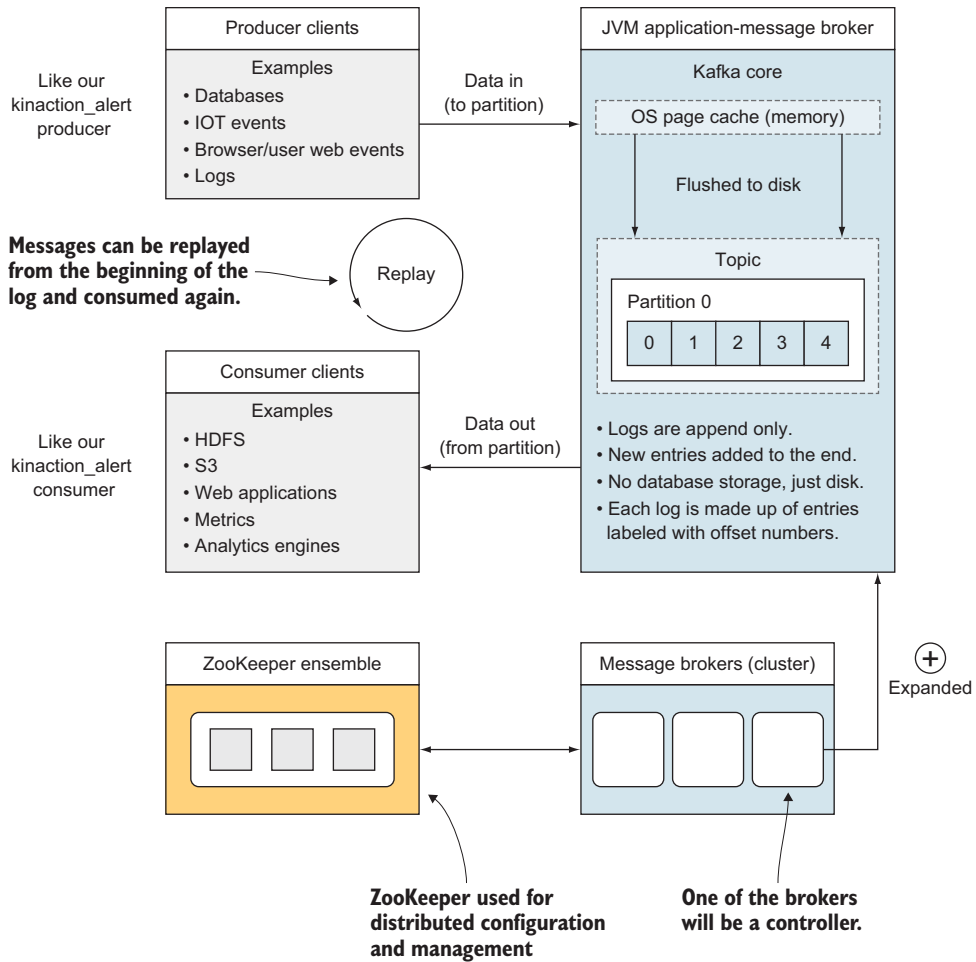 Producer clients
Examples
• Databases
• IOT events
• Browser/user web events
• Logs
Like our
kinaction_alert
producer
Data in
(to partition)
JVM application-message broker
Kafka core
OS page cache (memory)
Flushed to disk
Topic
Partition 0
0 1 2 3 4
• Logs are append only.
• New entries added to the end.
• No database storage, just disk.
• Each log is made up of entries
labeled with offset numbers.
Messages can be replayed
from the beginning of the
log and consumed again.
Replay
Consumer clients
Examples
• HDFS
• S3
• Web applications
• Metrics
• Analytics engines
Like our
kinaction_alert
consumer
Data out
(from partition)
ZooKeeper ensemble
Message brokers (cluster)
+
Expanded
ZooKeeper used for
distributed configuration
and management
One of the brokers
will be a controller.